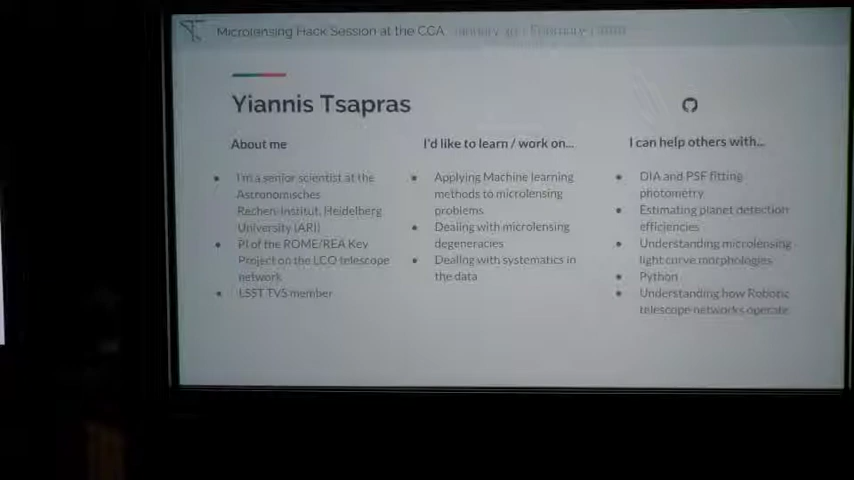 Microlensing Hack Session at the CCA
Yiannis Tsapras
About me
I'm a senior scientist at the
Astronomisches
Rechen-Institut, Heidelberg
University (ARI)
PI of the ROME/REA Key
Project on the LCO telescope
network
LSST TVS member
I'd like to learn / work on...
Applying Machine learning
methods to microlensing
problems
Dealing with microlensing
degeneracies
Dealing with systematics in
the data
I can help others with...
DIA and PSF fitting
photometry
Estimating planet detection
efficiencies
Understanding microlensing
light curve morphologies
Python
Understanding how Robotic
telescope networks operate